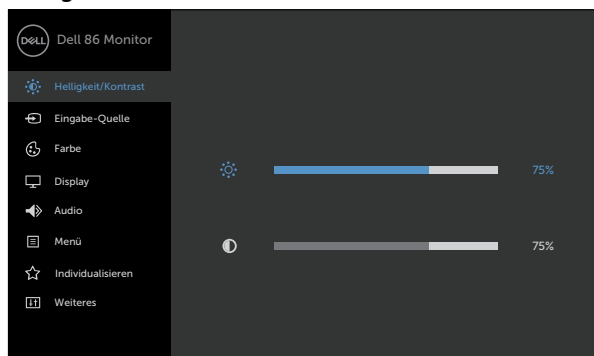 DELL
Dell 86 Monitor
Helligkeit/Kontrast
Eingabe-Quelle
Farbe
Display
Audio
Menü
Individualisieren
Weiteres
75%
75%